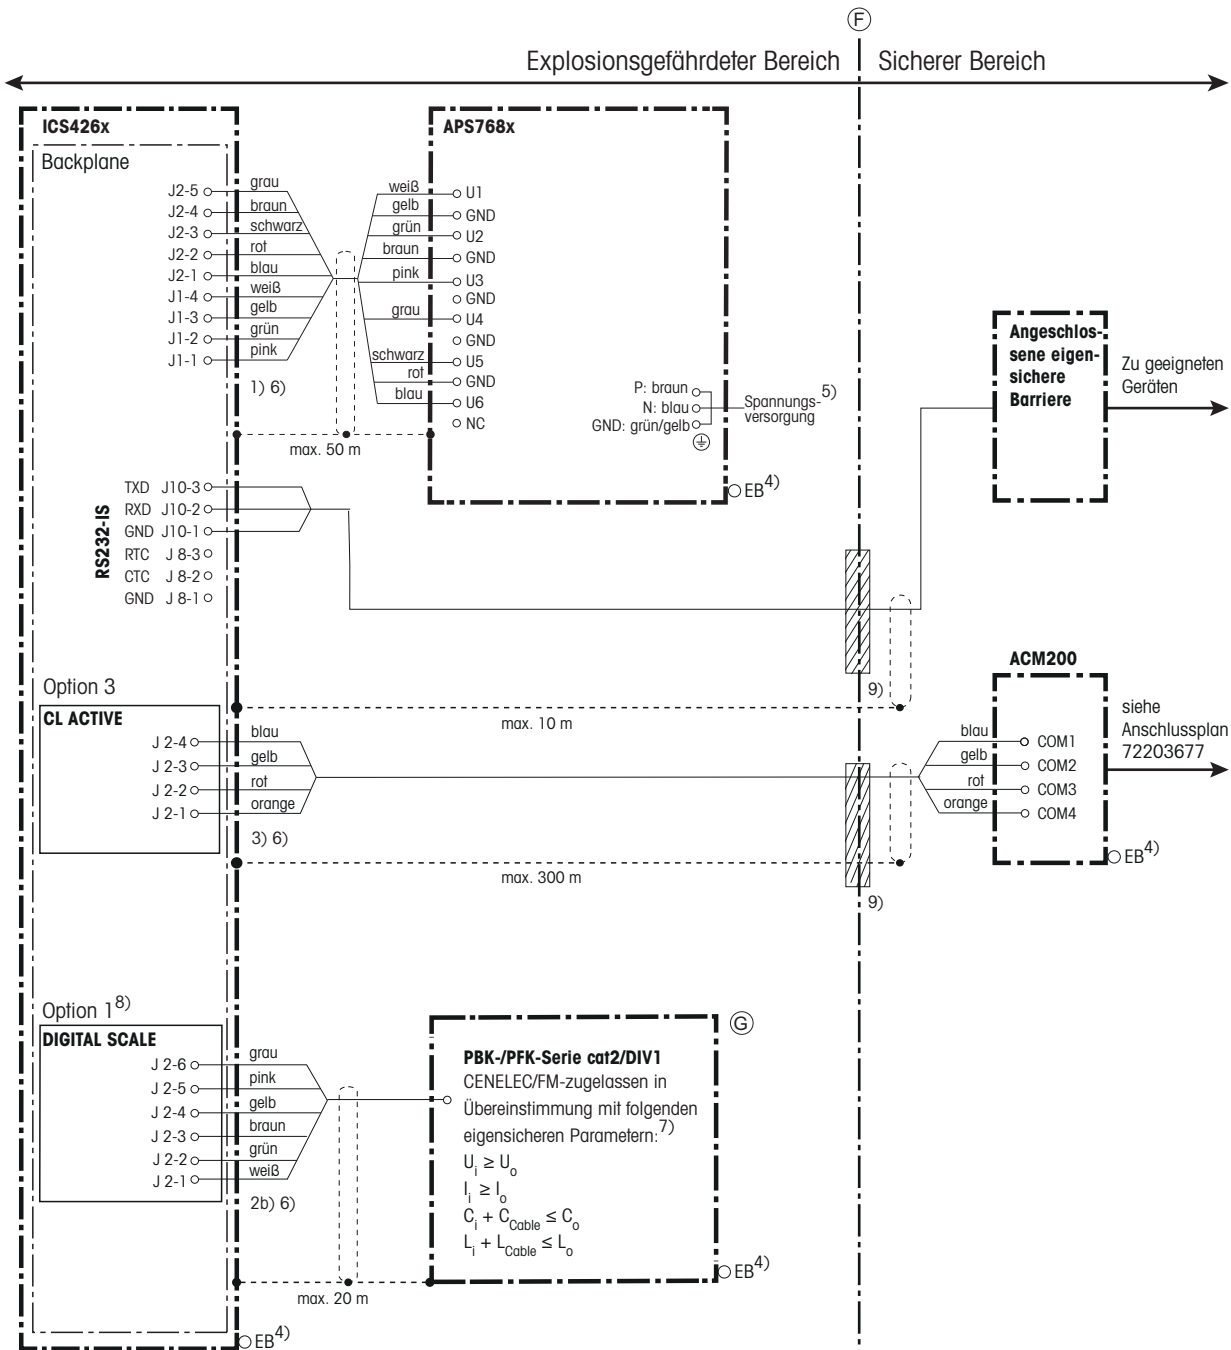 F
Explosionsgefährdeter Bereich
Sicherer Bereich
ICS426x
Backplane
J2-5 grau
J2-4 braun
J2-3 schwarz
J2-2 rot
J2-1 blau
J1-4 weiß
J1-3 gelb
J1-2 grün
J1-1 pink
1) 6)
max. 50 m
APS768x
weiß U1
gelb GND
grün U2
braun GND
pink U3
GND
grau U4
GND
schwarz U5
rot GND
blau U6
NC
P: braun
N: blau
GND: grün/gelb
Spannungs-5)
versorgung
EB4)
Angeschlos-
sene eigen-
sichere
Barriere
Zu geeigneten
Geräten
RS232-IS
TXD J10-3
RXD J10-2
GND J10-1
RTC J 8-3
CTC J 8-2
GND J 8-1
9)
max. 10 m
Option 3
CL ACTIVE
J 2-4 blau
J 2-3 gelb
J 2-2 rot
J 2-1 orange
3) 6)
max. 300 m
9)
ACM200
blau COM1
gelb COM2
rot COM3
orange COM4
EB4)
siehe
Anschlussplan
72203677
Option 18)
DIGITAL SCALE
J 2-6 grau
J 2-5 pink
J 2-4 gelb
J 2-3 braun
J 2-2 grün
J 2-1 weiß
2b) 6)
max. 20 m
G
PBK-/PFK-Serie cat2/DIV1
CENELEC/FM-zugelassen in
Übereinstimmung mit folgenden
eigensicheren Parametern:7)
Ui ≥ Uo
Ii ≥ Io
Ci + CCable ≤ Co
Li + LCable ≤ Lo
EB4)
EB4)